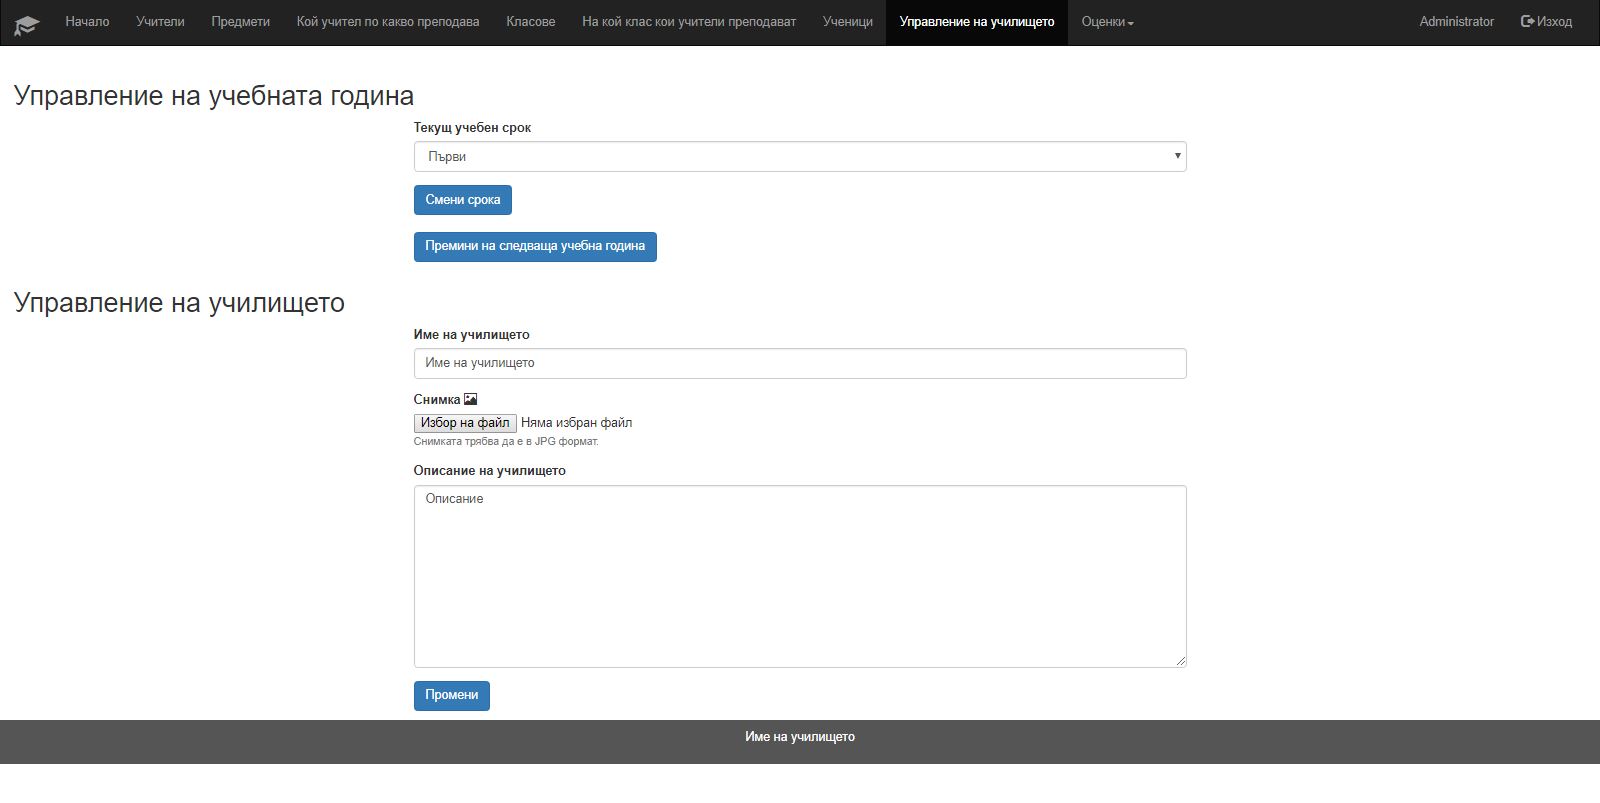 Начало Учители Предмети Кой учител по какво преподава Класове На кой клас кои учители преподават Ученици Управление на училището Оценки Administrator Изход
Управление на учебната година
Текущ учебен срок
Първи
Смени срока
Премини на следваща учебна година
Управление на училището
Име на училището
Име на училището
Снимка
Избор на файл Няма избран файл
Снимката трябва да е в JPG формат.
Описание на училището
Описание
Промени
Име на училището